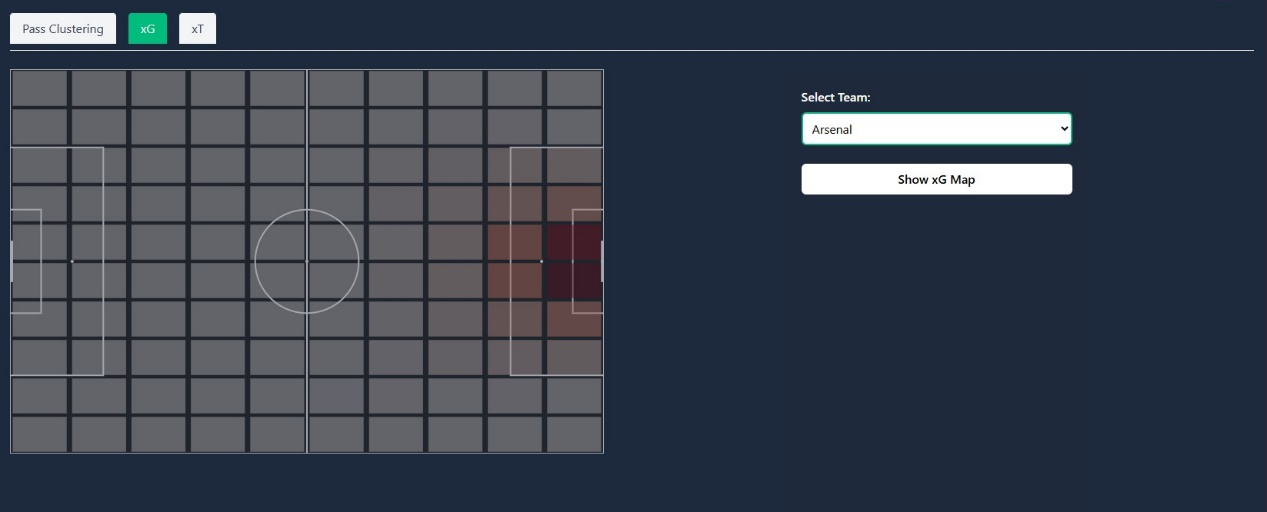 Pass Clustering xG xT
Select Team:
Arsenal
Show xG Map